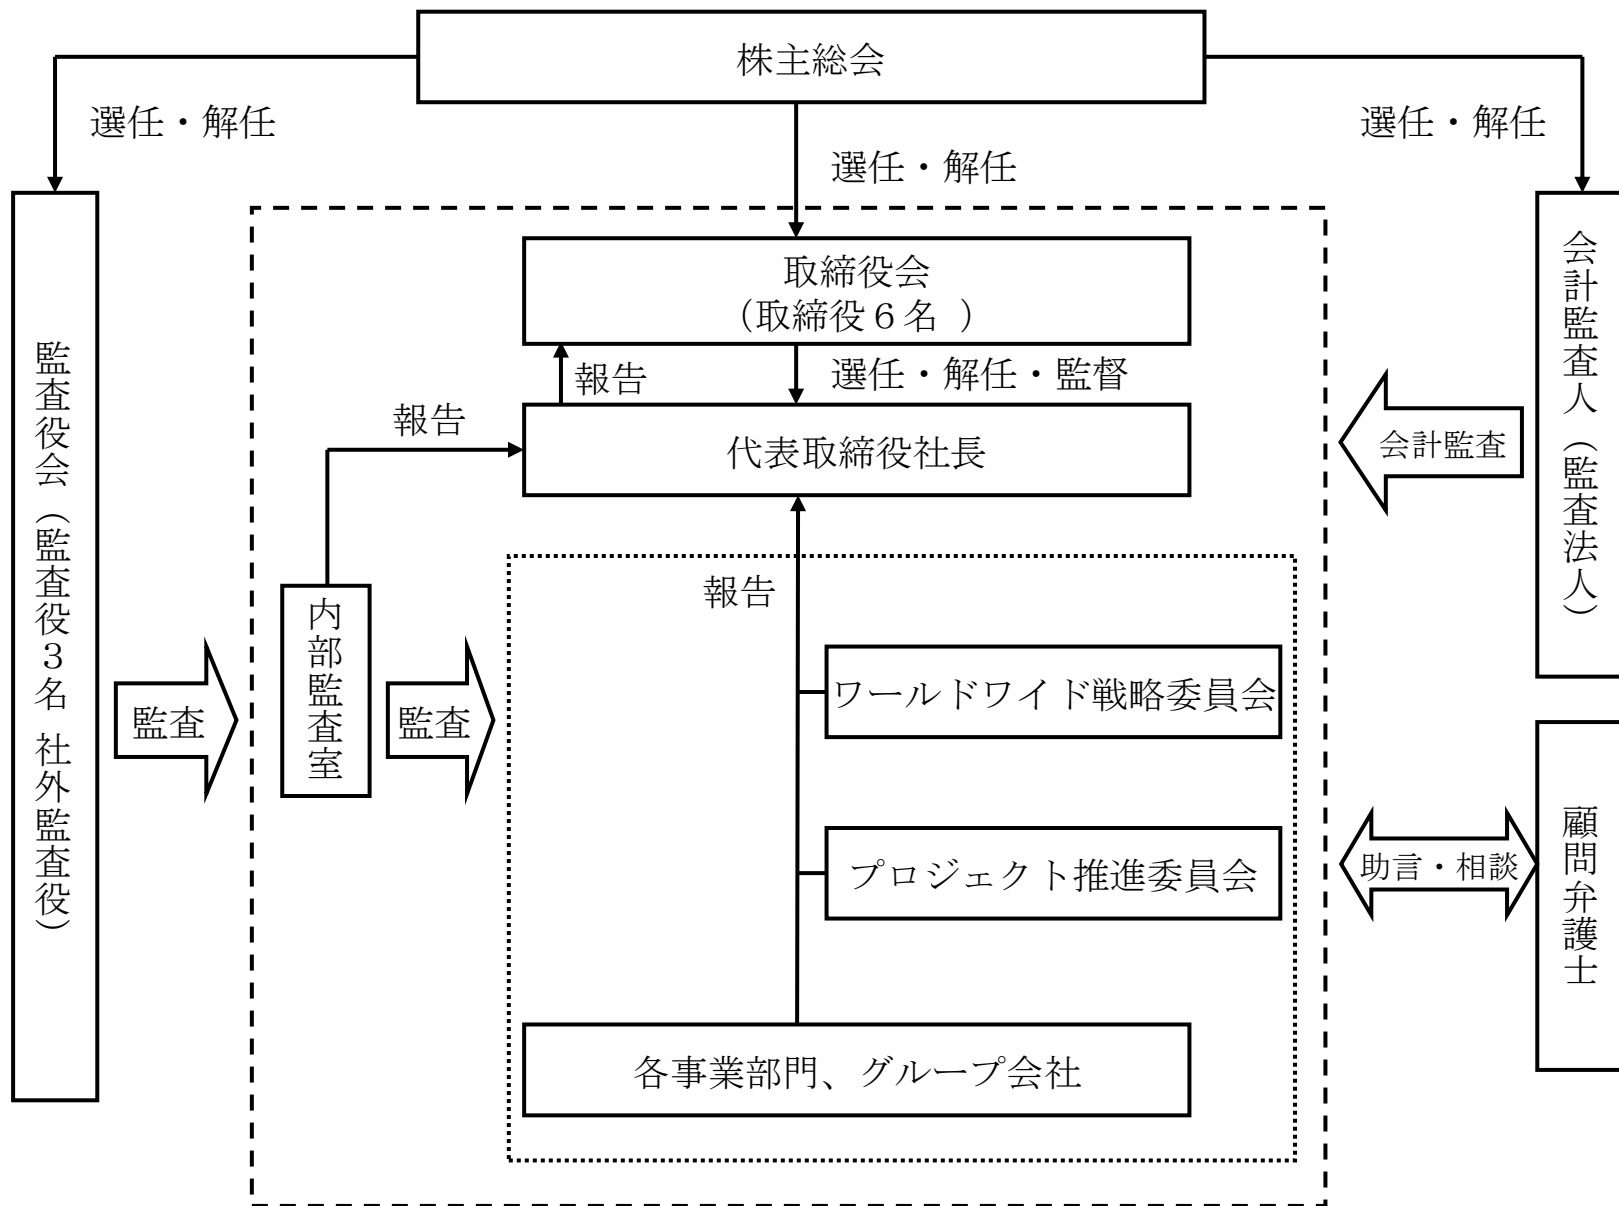 株主総会
選任・解任
選任・解任
選任・解任
取締役会
（取締役６名 ）
報告
選任・解任・監督
報告
代表取締役社長
会計監査
会計監査人（監査法人）
監査役会（監査役３名 社外監査役）
監査
内部監査室
監査
報告
ワールドワイド戦略委員会
プロジェクト推進委員会
助言・相談
顧問弁護士
各事業部門、グループ会社